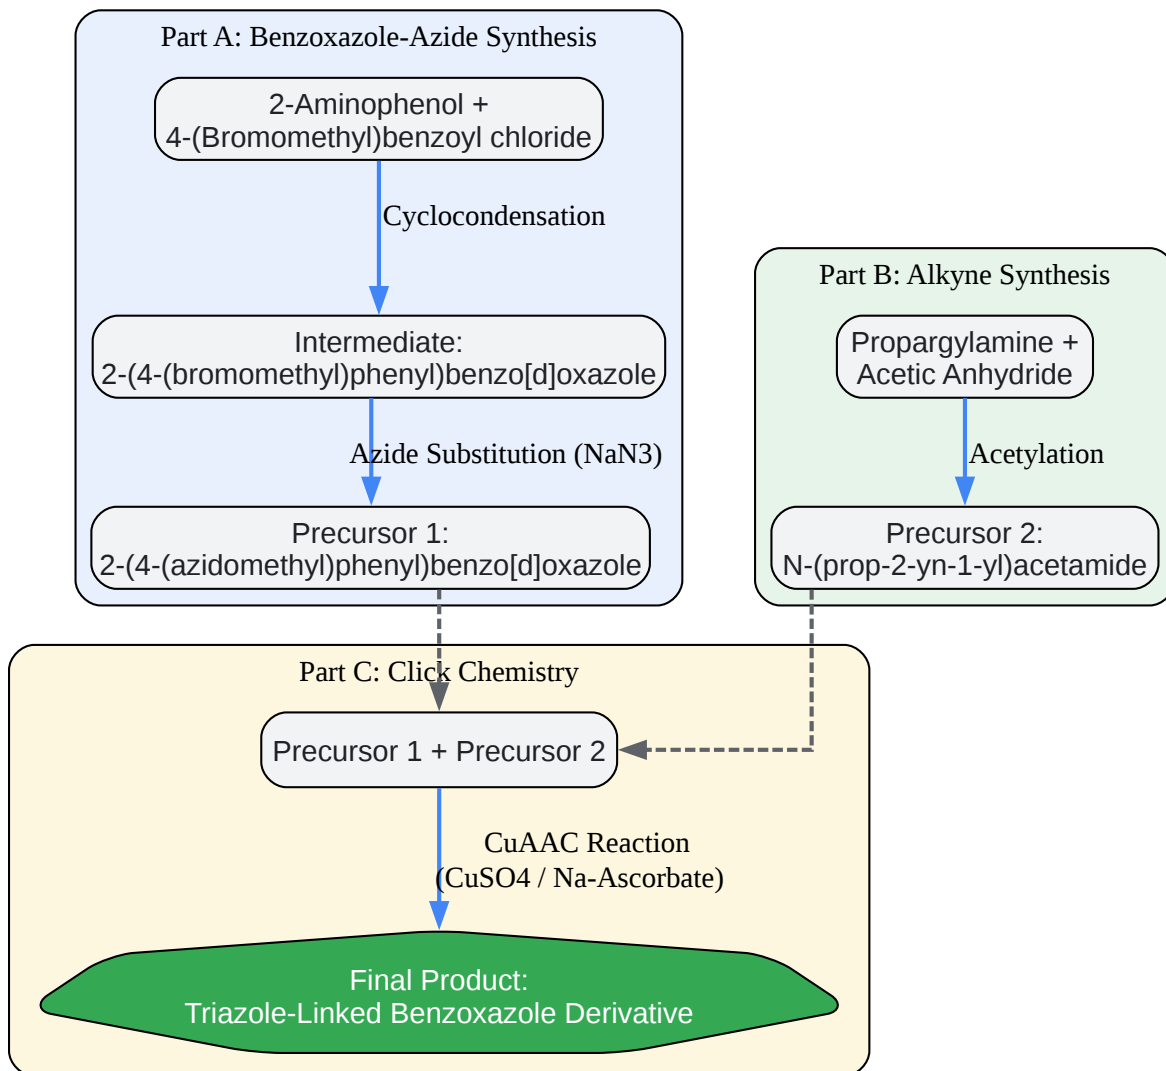 Part A: Benzoxazole-Azide Synthesis
2-Aminophenol +
4-(Bromomethyl)benzoyl chloride
Cyclocondensation
Intermediate:
2-(4-(bromomethyl)phenyl)benzo[d]oxazole
Azide Substitution (NaN3)
Precursor 1:
2-(4-(azidomethyl)phenyl)benzo[d]oxazole
Part B: Alkyne Synthesis
Propargylamine +
Acetic Anhydride
Acetylation
Precursor 2:
N-(prop-2-yn-1-yl)acetamide
Part C: Click Chemistry
Precursor 1 + Precursor 2
CuAAC Reaction
(CuSO4 / Na-Ascorbate)
Final Product:
Triazole-Linked Benzoxazole Derivative